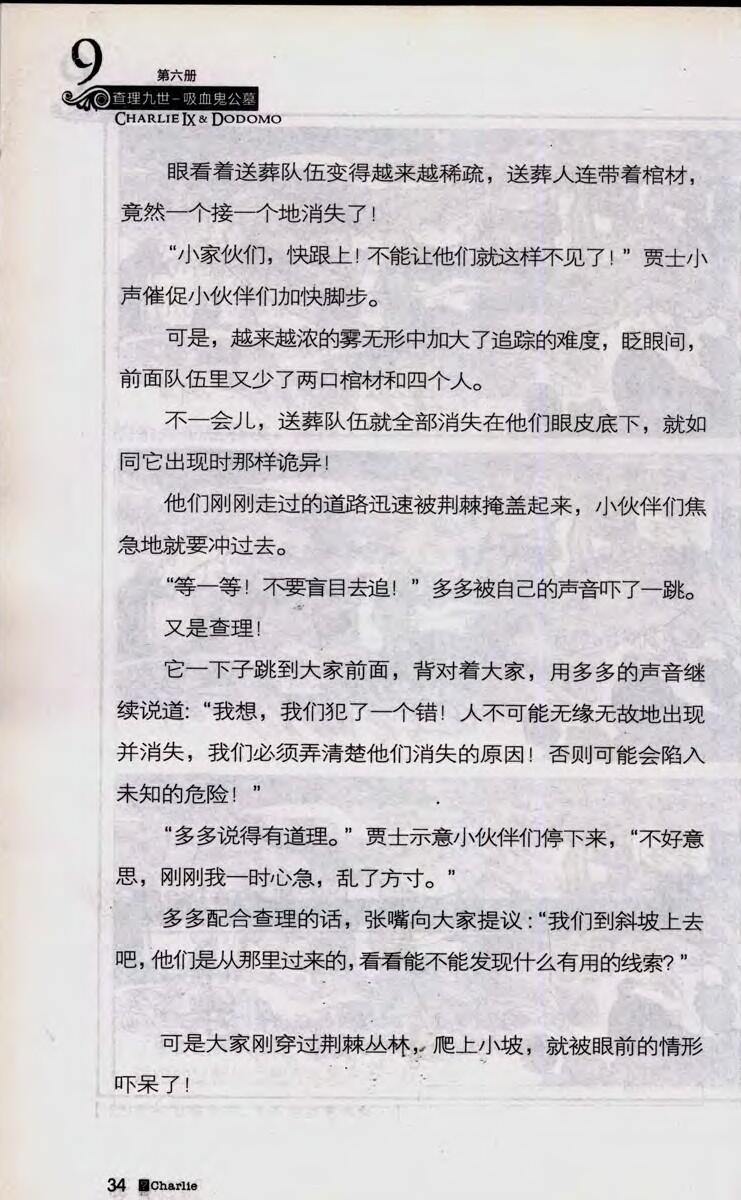 9
第六册
查理九世-吸血鬼公墓
CHARLIE IX & DODOMO
眼看着送葬队伍变得越来越稀疏，送葬人连带着棺材，
竟然一个接一个地消失了！
“小家伙们，快跟上！不能让他们就这样不见了！”贾士小
声催促小伙伴们加快脚步。
可是，越来越浓的雾无形中加大了追踪的难度，眨眼间，
前面队伍里又少了两口棺材和四个人。
不一会儿，送葬队伍就全部消失在他们眼皮底下，就如
同它出现时那样诡异！
他们刚刚走过的道路迅速被荆棘掩盖起来，小伙伴们焦
急地就要冲过去。
“等一等！不要盲目去追！”多多被自己的声音吓了一跳。
又是查理！
它一下子跳到大家前面，背对着大家，用多多的声音继
续说道：“我想，我们犯了一个错！人不可能无缘无故地出现
并消失，我们必须弄清楚他们消失的原因！否则可能会陷入
未知的危险！”
“多多说得有道理。”贾士示意小伙伴们停下来，“不好意
思，刚刚我一时心急，乱了方寸。”
多多配合查理的话，张嘴向大家提议：“我们到斜坡上去
吧，他们是从那里过来的，看看能不能发现什么有用的线索？”
可是大家刚穿过荆棘丛林，爬上小坡，就被眼前的情形
吓呆了！
34 Charlie